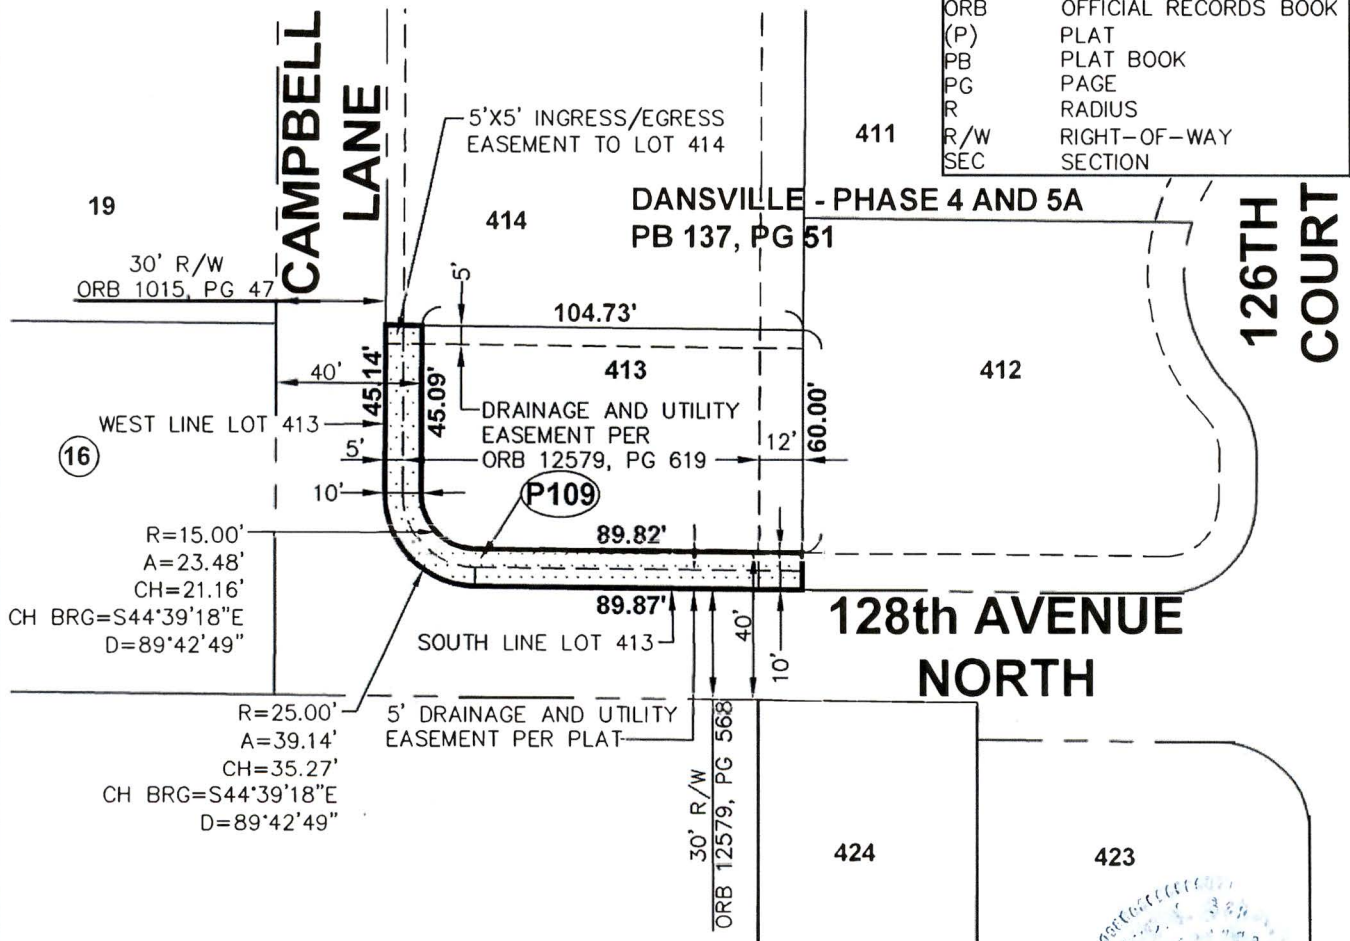 ORB OFFICIAL RECORDS BOOK
(P) PLAT
PB PLAT BOOK
PG PAGE
R RADIUS
R/W RIGHT-OF-WAY
SEC SECTION
CAMPBELL
LANE
5'X5' INGRESS/EGRESS
EASEMENT TO LOT 414
411
19
414
DANSVILLE - PHASE 4 AND 5A
PB 137, PG 51
126TH
COURT
30' R/W
ORB 1015, PG 47
5'
104.73'
40'
45.14'
45.09'
413
412
60.00'
WEST LINE LOT 413
DRAINAGE AND UTILITY
EASEMENT PER
ORB 12579, PG 619
12'
16
5'
10'
P109
89.82'
R=15.00'
A=23.48'
CH=21.16'
CH BRG=S44°39'18"E
D=89°42'49"
89.87'
SOUTH LINE LOT 413
40'
10'
128th AVENUE
NORTH
R=25.00'
A=39.14'
CH=35.27'
CH BRG=S44°39'18"E
D=89°42'49"
5' DRAINAGE AND UTILITY
EASEMENT PER PLAT
30' R/W
ORB 12579, PG 568
424
423